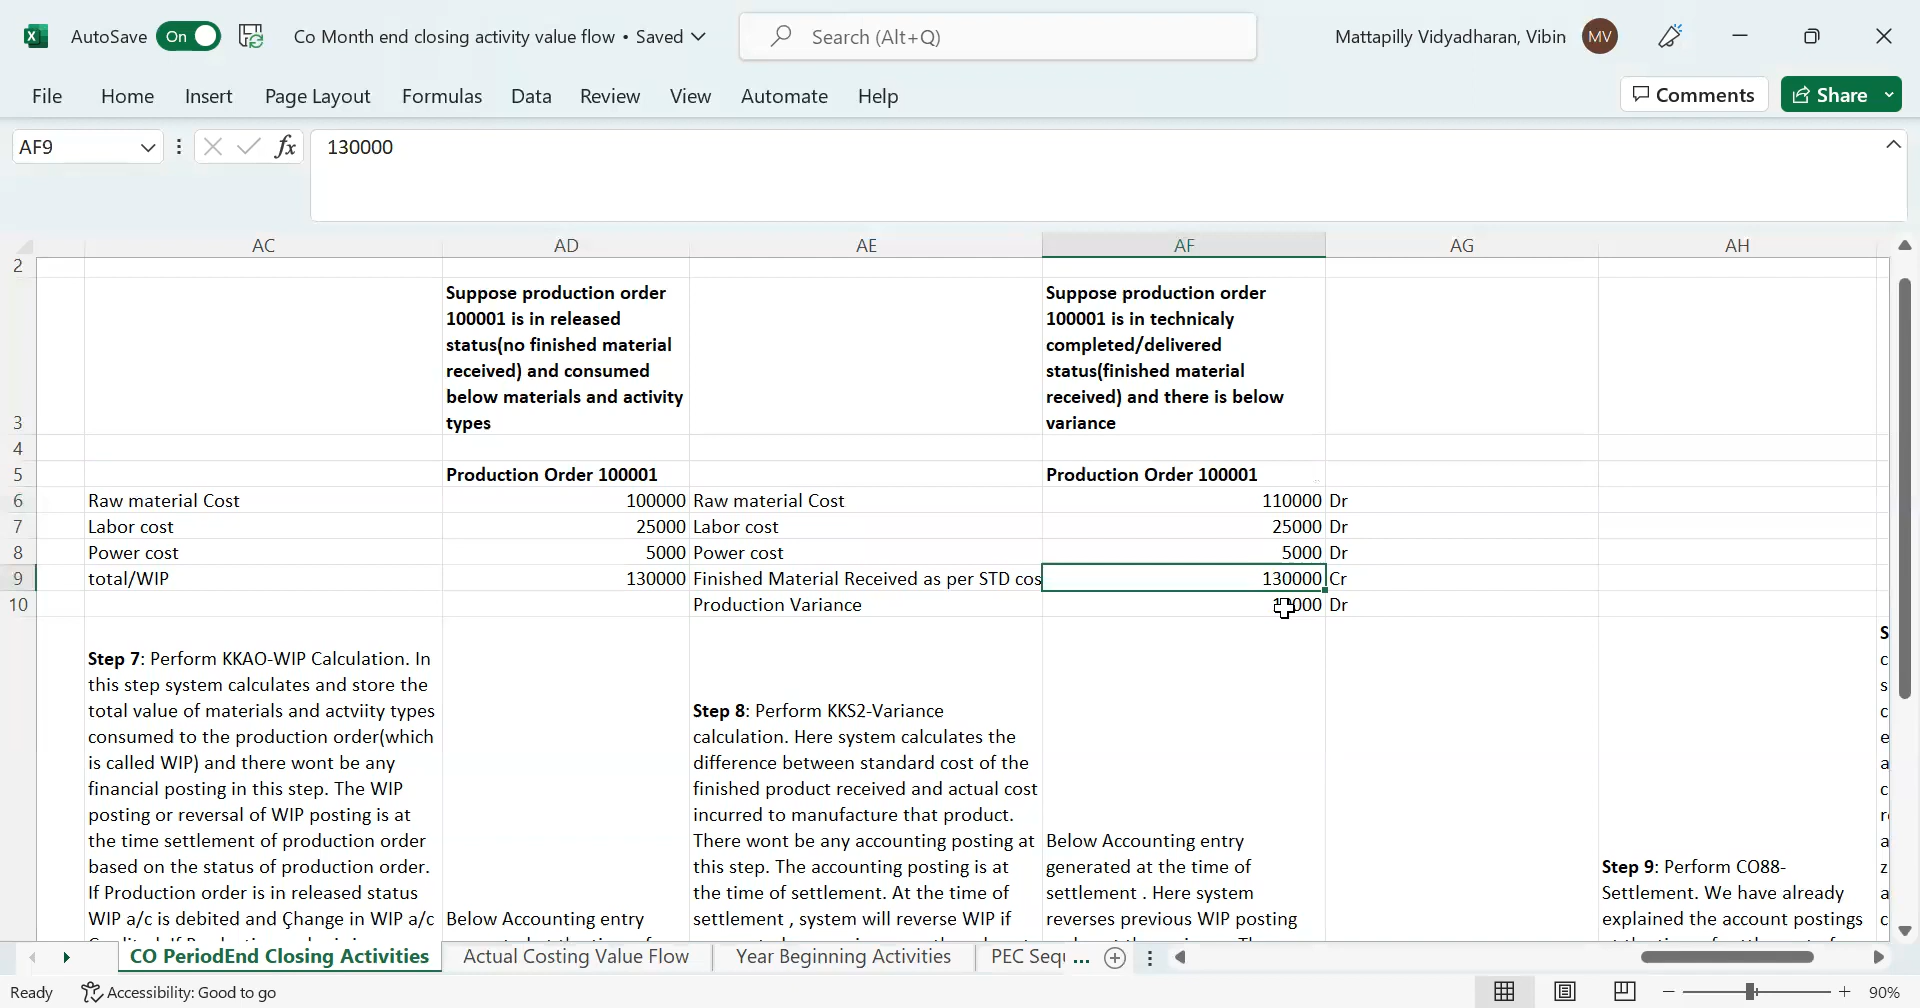 AutoSave On Co Month end closing activity value flow • Saved Search (Alt+Q) Mattapilly Vidyadharan, Vibin MV
File Home Insert Page Layout Formulas Data Review View Automate Help Comments Share
AF9 fx 130000
AC AD AE AF AG AH
2
3
Suppose production order
100001 is in released
status(no finished material
received) and consumed
below materials and activity
types
Suppose production order
100001 is in technicaly
completed/delivered
status(finished material
received) and there is below
variance
4
5 Production Order 100001 Production Order 100001
6 Raw material Cost 100000 Raw material Cost 110000 Dr
7 Labor cost 25000 Labor cost 25000 Dr
8 Power cost 5000 Power cost 5000 Dr
9 total/WIP 130000 Finished Material Received as per STD cos 130000 Cr
10 Production Variance Dr
Step 7: Perform KKAO-WIP Calculation. In
this step system calculates and store the
total value of materials and actviity types
consumed to the production order(which
is called WIP) and there wont be any
financial posting in this step. The WIP
posting or reversal of WIP posting is at
the time settlement of production order
based on the status of production order.
If Production order is in released status
WIP a/c is debited and Çhange in WIP a/c
Below Accounting entry
Step 8: Perform KKS2-Variance
calculation. Here system calculates the
difference between standard cost of the
finished product received and actual cost
incurred to manufacture that product.
There wont be any accounting posting at
this step. The accounting posting is at
the time of settlement. At the time of
settlement , system will reverse WIP if
Below Accounting entry
generated at the time of
settlement . Here system
reverses previous WIP posting
Step 9: Perform CO88-
Settlement. We have already
explained the account postings
CO PeriodEnd Closing Activities Actual Costing Value Flow Year Beginning Activities PEC Sequ ...
Ready Accessibility: Good to go 90%